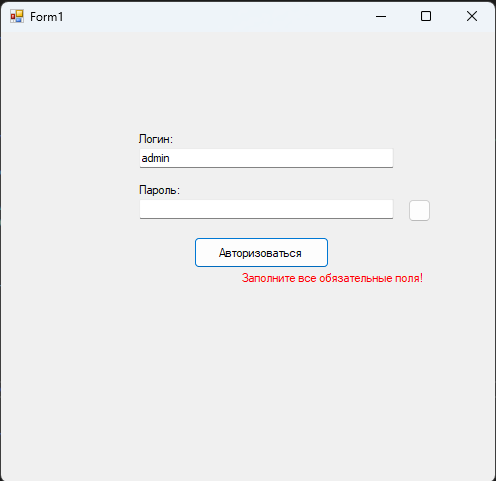 Form1
Логин:
admin
Пароль:
Авторизоваться
Заполните все обязательные поля!